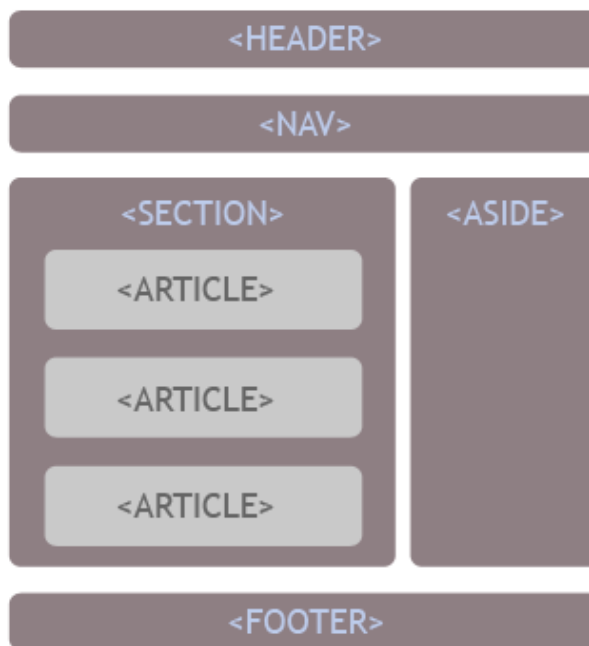 <HEADER>
<NAV>
<SECTION>
<ARTICLE>
<ARTICLE>
<ARTICLE>
<ASIDE>
<FOOTER>